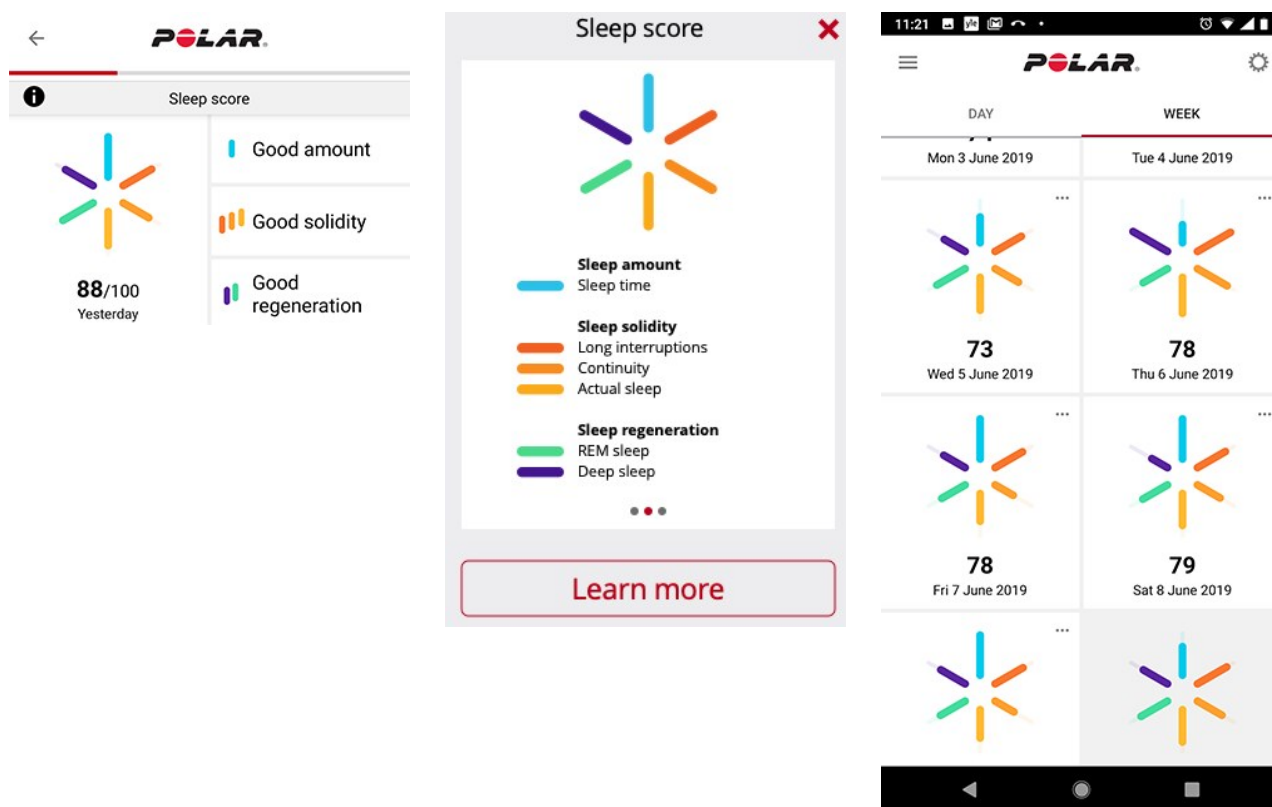 POLAR.
Sleep score
Good amount
Good solidity
Good
regeneration
88/100
Yesterday
Sleep score
Sleep amount
Sleep time
Sleep solidity
Long interruptions
Continuity
Actual sleep
Sleep regeneration
REM sleep
Deep sleep
Learn more
11:21
yle
POLAR.
DAY
WEEK
Mon 3 June 2019
Tue 4 June 2019
73
Wed 5 June 2019
78
Thu 6 June 2019
78
Fri 7 June 2019
79
Sat 8 June 2019